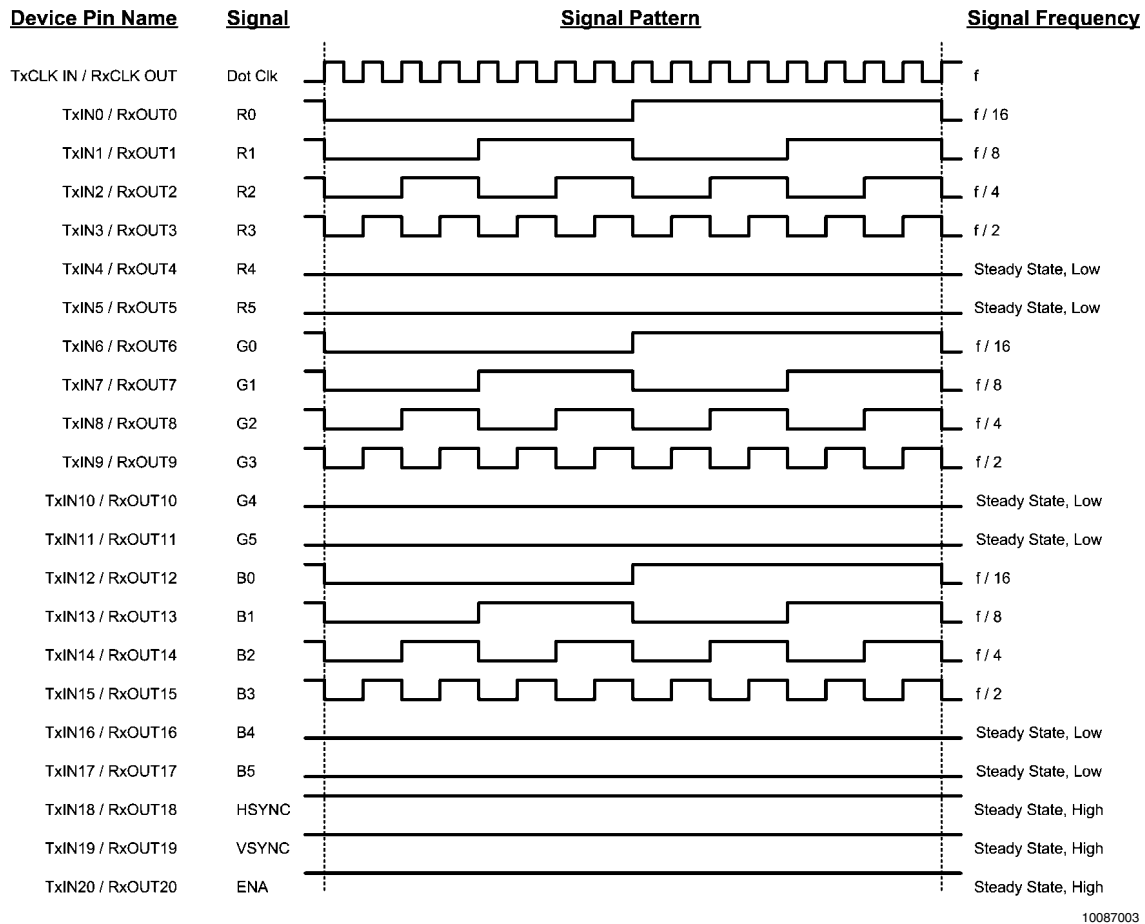 Device Pin Name Signal Signal Pattern Signal Frequency
TxCLK IN / RxCLK OUT Dot Clk f
TxIN0 / RxOUT0 R0 f / 16
TxIN1 / RxOUT1 R1 f / 8
TxIN2 / RxOUT2 R2 f / 4
TxIN3 / RxOUT3 R3 f / 2
TxIN4 / RxOUT4 R4 Steady State, Low
TxIN5 / RxOUT5 R5 Steady State, Low
TxIN6 / RxOUT6 G0 f / 16
TxIN7 / RxOUT7 G1 f / 8
TxIN8 / RxOUT8 G2 f / 4
TxIN9 / RxOUT9 G3 f / 2
TxIN10 / RxOUT10 G4 Steady State, Low
TxIN11 / RxOUT11 G5 Steady State, Low
TxIN12 / RxOUT12 B0 f / 16
TxIN13 / RxOUT13 B1 f / 8
TxIN14 / RxOUT14 B2 f / 4
TxIN15 / RxOUT15 B3 f / 2
TxIN16 / RxOUT16 B4 Steady State, Low
TxIN17 / RxOUT17 B5 Steady State, Low
TxIN18 / RxOUT18 HSYNC Steady State, High
TxIN19 / RxOUT19 VSYNC Steady State, High
TxIN20 / RxOUT20 ENA Steady State, High
10087003